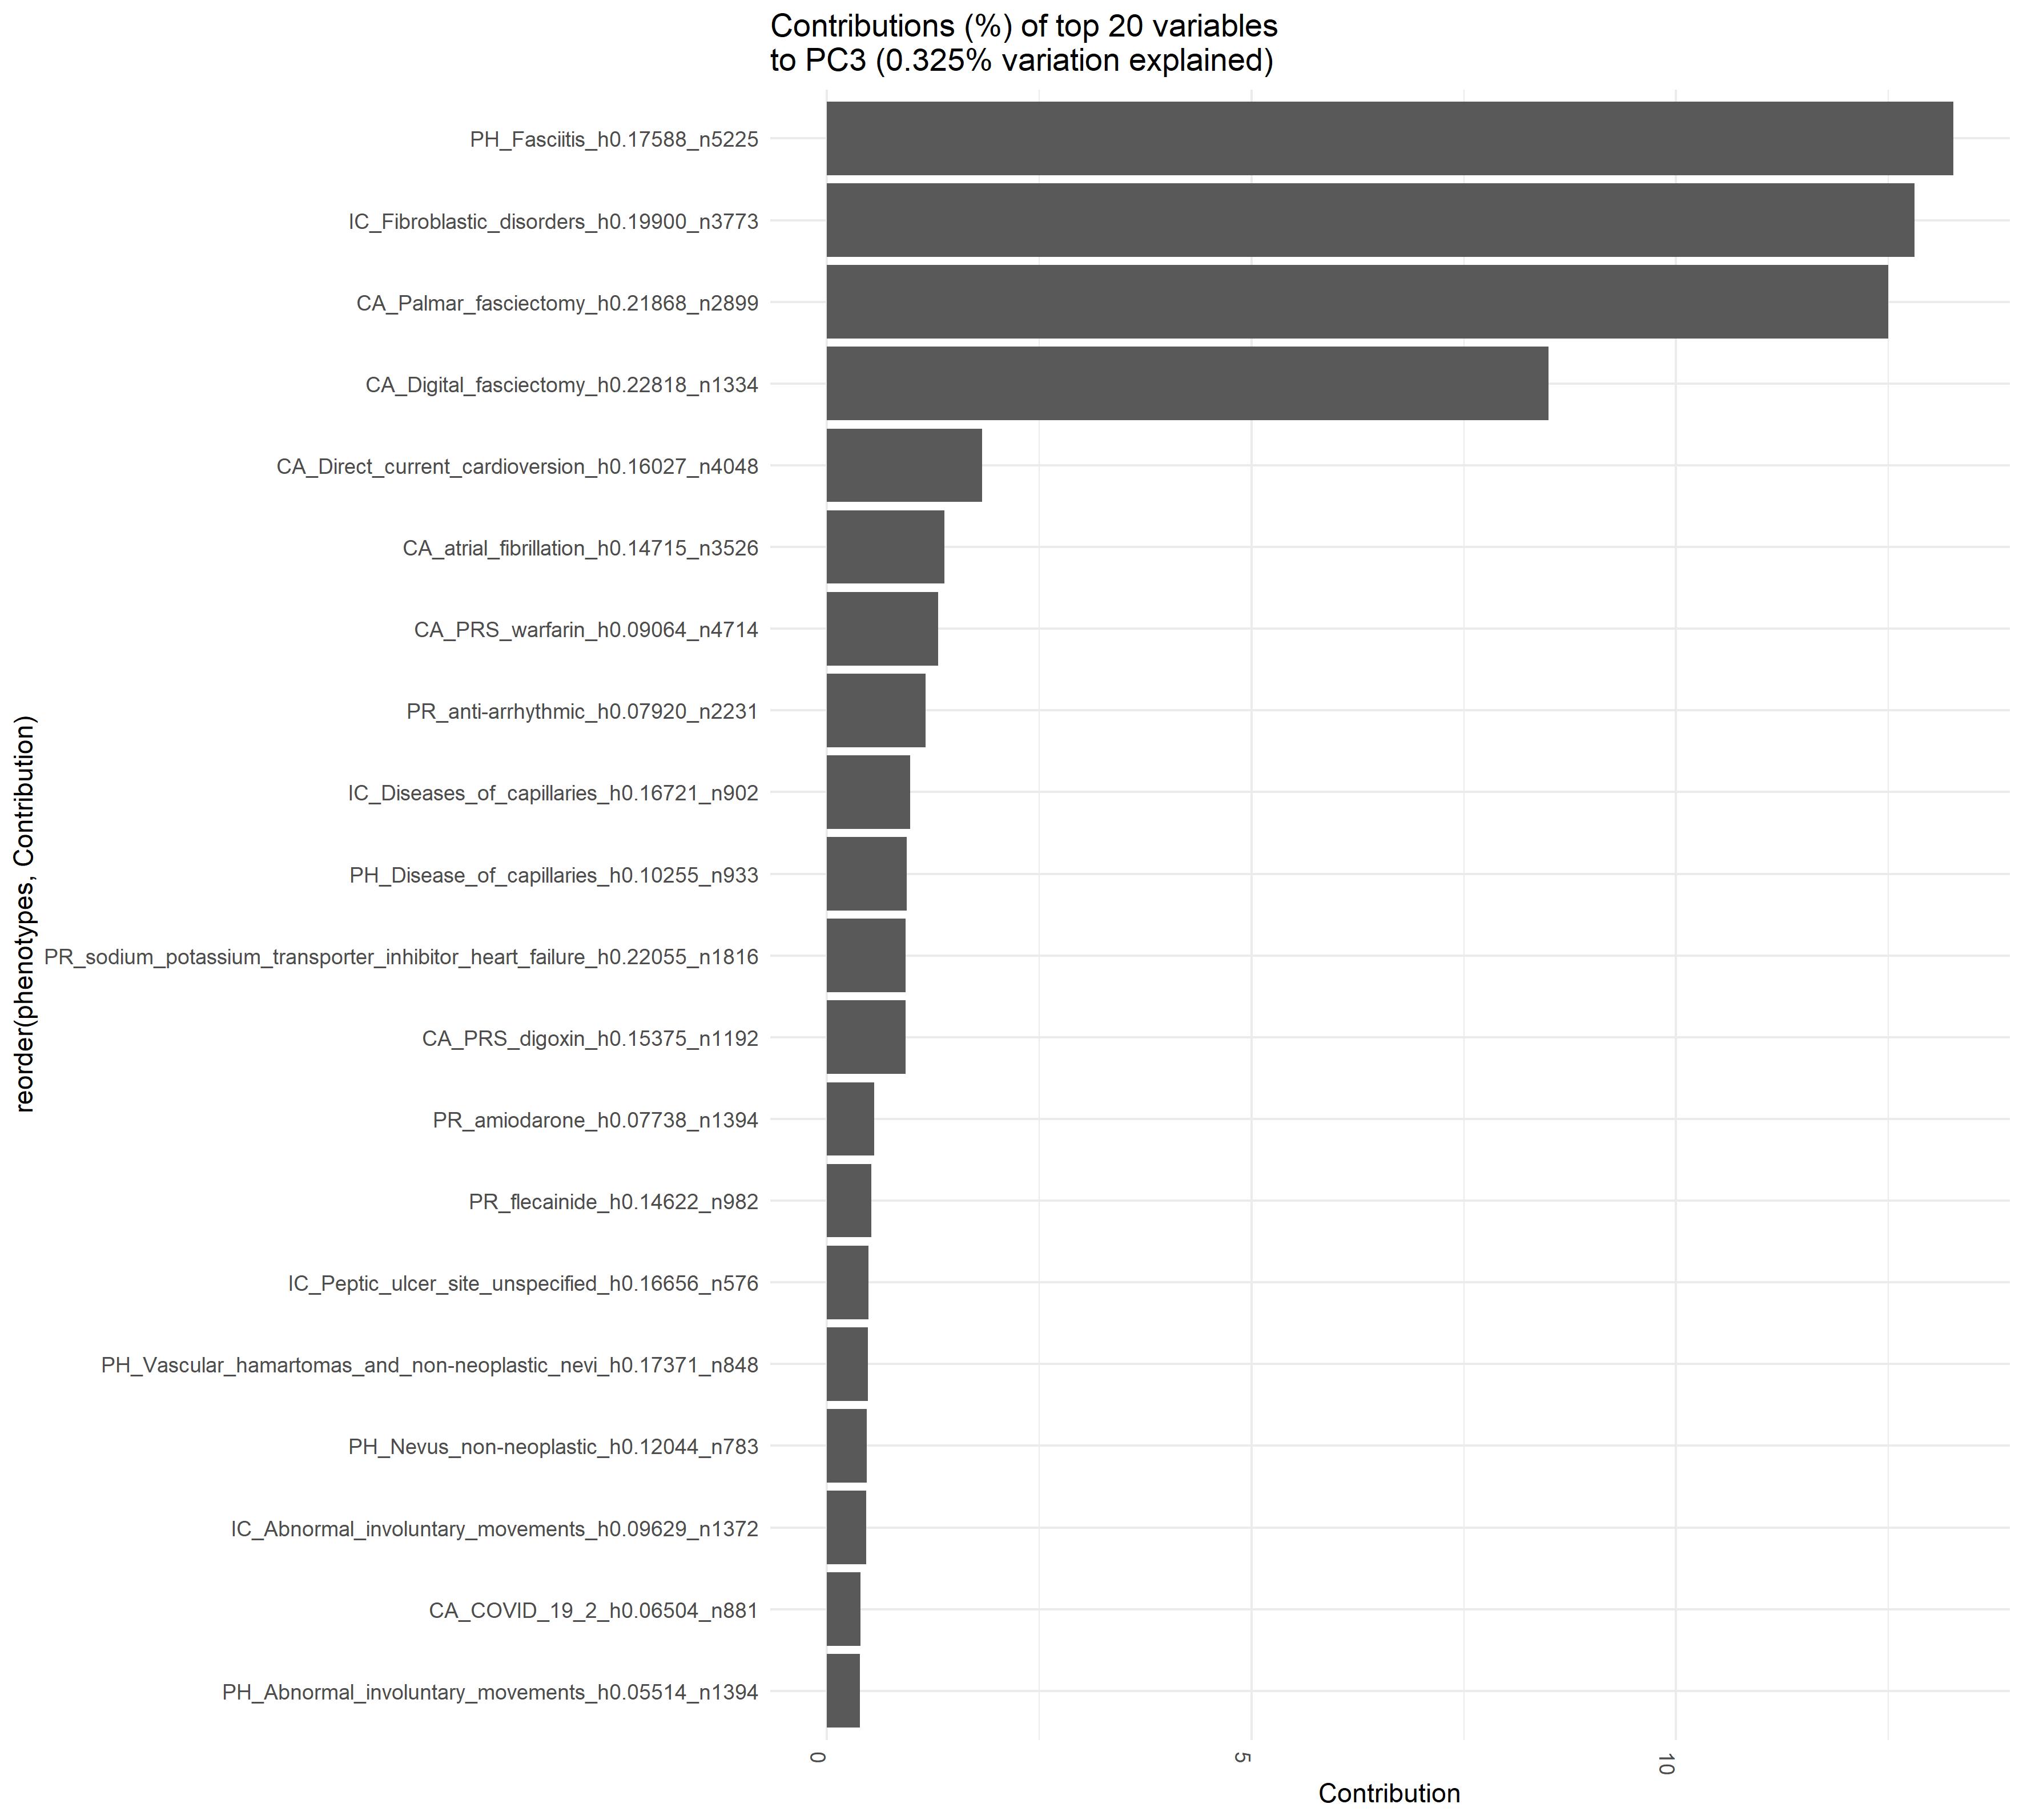 Contributions (%) of top 20 variables
to PC3 (0.325% variation explained)
PH_Fasciitis_h0.17588_n5225
IC_Fibroblastic_disorders_h0.19900_n3773
CA_Palmar_fasciectomy_h0.21868_n2899
CA_Digital_fasciectomy_h0.22818_n1334
CA_Direct_current_cardioversion_h0.16027_n4048
CA_atrial_fibrillation_h0.14715_n3526
CA_PRS_warfarin_h0.09064_n4714
PR_anti-arrhythmic_h0.07920_n2231
IC_Diseases_of_capillaries_h0.16721_n902
PH_Disease_of_capillaries_h0.10255_n933
PR_sodium_potassium_transporter_inhibitor_heart_failure_h0.22055_n1816
CA_PRS_digoxin_h0.15375_n1192
PR_amiodarone_h0.07738_n1394
PR_flecainide_h0.14622_n982
IC_Peptic_ulcer_site_unspecified_h0.16656_n576
PH_Vascular_hamartomas_and_non-neoplastic_nevi_h0.17371_n848
PH_Nevus_non-neoplastic_h0.12044_n783
IC_Abnormal_involuntary_movements_h0.09629_n1372
CA_COVID_19_2_h0.06504_n881
PH_Abnormal_involuntary_movements_h0.05514_n1394
reorder(phenotypes, Contribution)
0
5
10
Contribution